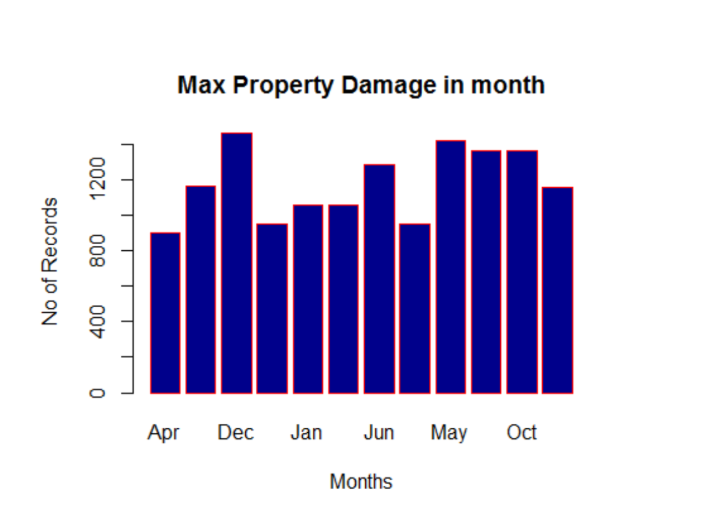 Max Property Damage in month
No of Records
1200
800
400
0
Apr Dec Jan Jun May Oct
Months